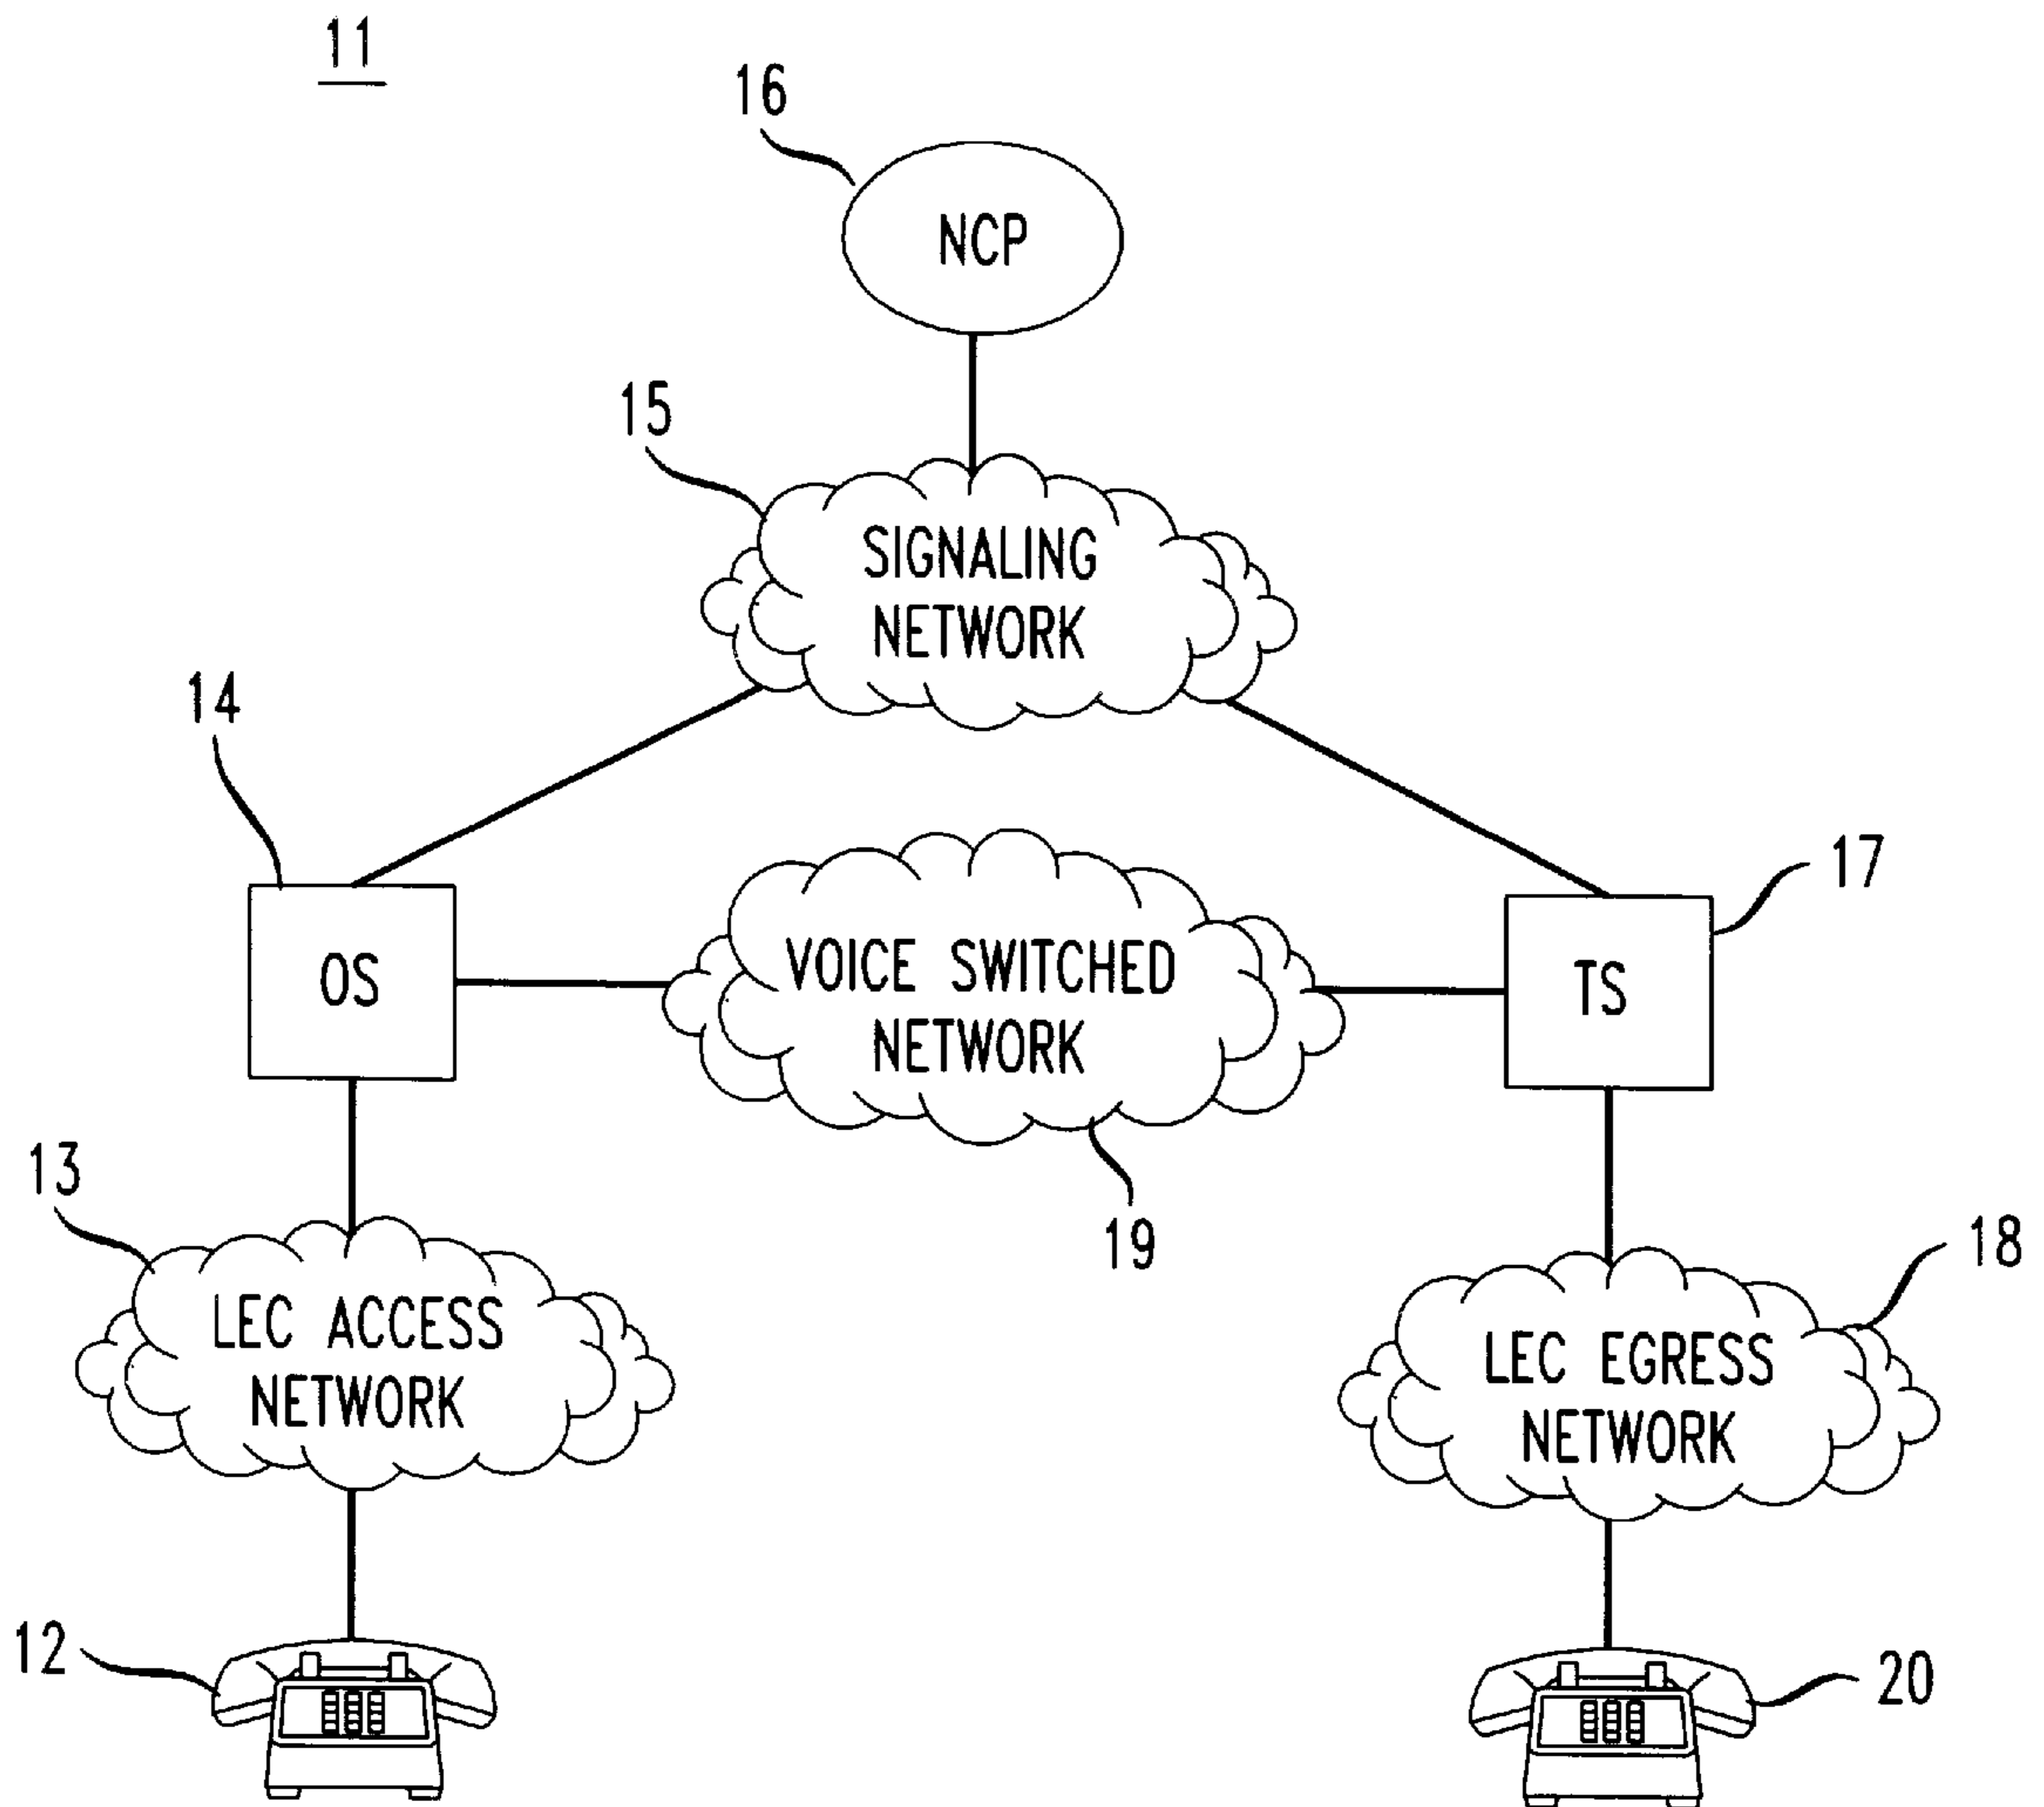 11
16
NCP
15
SIGNALING
NETWORK
14
17
OS
VOICE SWITCHED
NETWORK
TS
13
19
18
LEC ACCESS
NETWORK
LEC EGRESS
NETWORK
12
20